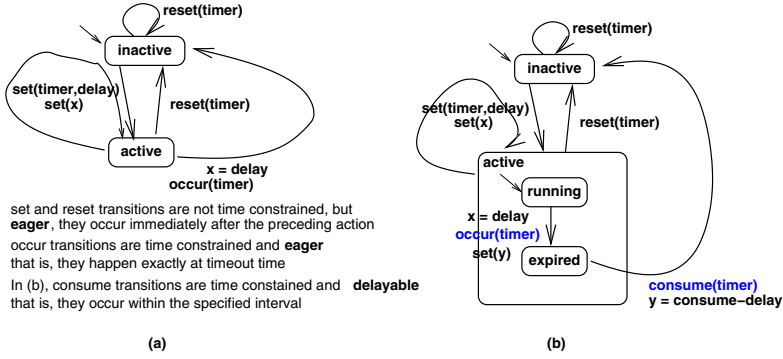 reset(timer)
inactive
set(timer,delay)
set(x)
reset(timer)
active
x = delay
occur(timer)
set and reset transitions are not time constrained, but
eager, they occur immediately after the preceding action
occur transitions are time constrained and eager
that is, they happen exactly at timeout time
In (b), consume transitions are time constained and delayable
that is, they occur within the specified interval
(a)
reset(timer)
inactive
set(timer,delay)
set(x)
reset(timer)
active
running
x = delay
occur(timer)
set(y)
expired
consume(timer)
y = consume-delay
(b)